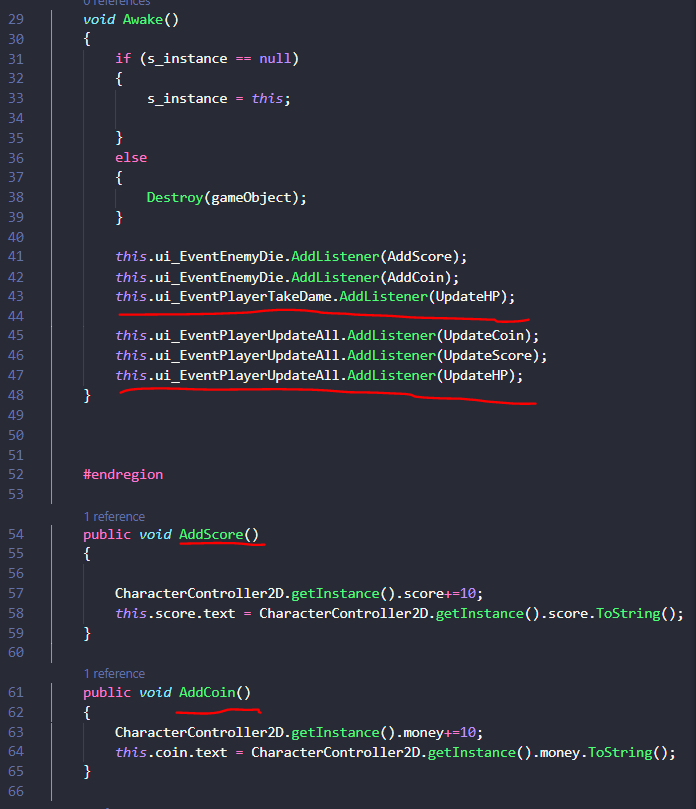 0 references
29 void Awake()
30 {
31 if (s_instance == null)
32 {
33 s_instance = this;
34
35 }
36 else
37 {
38 Destroy(gameObject);
39 }
40
41 this.ui_EventEnemyDie.AddListener(AddScore);
42 this.ui_EventEnemyDie.AddListener(AddCoin);
43 this.ui_EventPlayerTakeDame.AddListener(UpdateHP);
44
45 this.ui_EventPlayerUpdateAll.AddListener(UpdateCoin);
46 this.ui_EventPlayerUpdateAll.AddListener(UpdateScore);
47 this.ui_EventPlayerUpdateAll.AddListener(UpdateHP);
48 }
49
50
51
52 #endregion
53
1 reference
54 public void AddScore()
55 {
56
57 CharacterController2D.getInstance().score+=10;
58 this.score.text = CharacterController2D.getInstance().score.ToString();
59 }
60
1 reference
61 public void AddCoin()
62 {
63 CharacterController2D.getInstance().money+=10;
64 this.coin.text = CharacterController2D.getInstance().money.ToString();
65 }
66